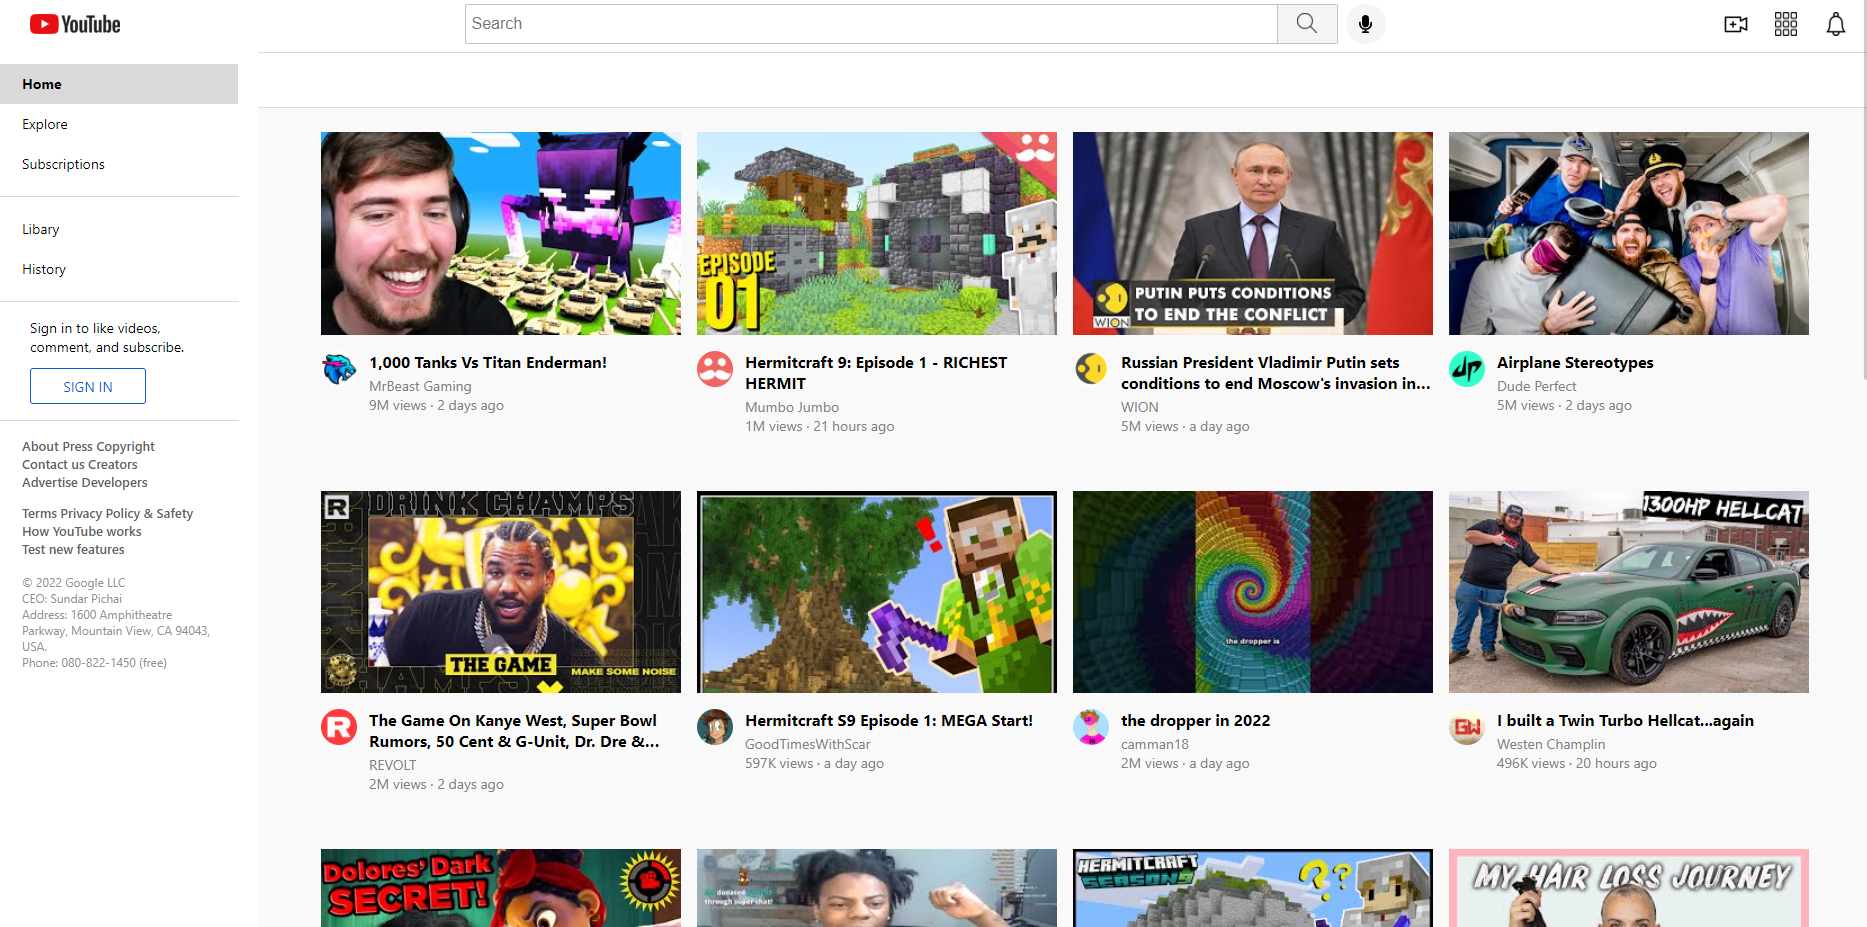 YouTube
Search
Home
Explore
Subscriptions
Libary
History
Sign in to like videos,
comment, and subscribe.
SIGN IN
About Press Copyright
Contact us Creators
Advertise Developers
Terms Privacy Policy & Safety
How YouTube works
Test new features
© 2022 Google LLC
CEO: Sundar Pichai
Address: 1600 Amphitheatre
Parkway, Mountain View, CA 94043,
USA.
Phone: 080-822-1450 (free)
EPISODE
01
PUTIN PUTS CONDITIONS
TO END THE CONFLICT
WION
1,000 Tanks Vs Titan Enderman!
MrBeast Gaming
9M views · 2 days ago
Hermitcraft 9: Episode 1 - RICHEST
HERMIT
Mumbo Jumbo
1M views · 21 hours ago
Russian President Vladimir Putin sets
conditions to end Moscow's invasion in...
WION
5M views · a day ago
dp
Airplane Stereotypes
Dude Perfect
5M views · 2 days ago
R
DRINK CHAMPS
THE GAME
MAKE SOME NOISE
!
the dropper is
1300HP HELLCAT
R
The Game On Kanye West, Super Bowl
Rumors, 50 Cent & G-Unit, Dr. Dre &...
REVOLT
2M views · 2 days ago
Hermitcraft S9 Episode 1: MEGA Start!
GoodTimesWithScar
597K views · a day ago
the dropper in 2022
camman18
2M views · a day ago
GW
I built a Twin Turbo Hellcat...again
Westen Champlin
496K views · 20 hours ago
Dolores' Dark
SECRET!
donated
through super chat!
HERMITCRAFT
SEASON 9
??
MY HAIR LOSS JOURNEY